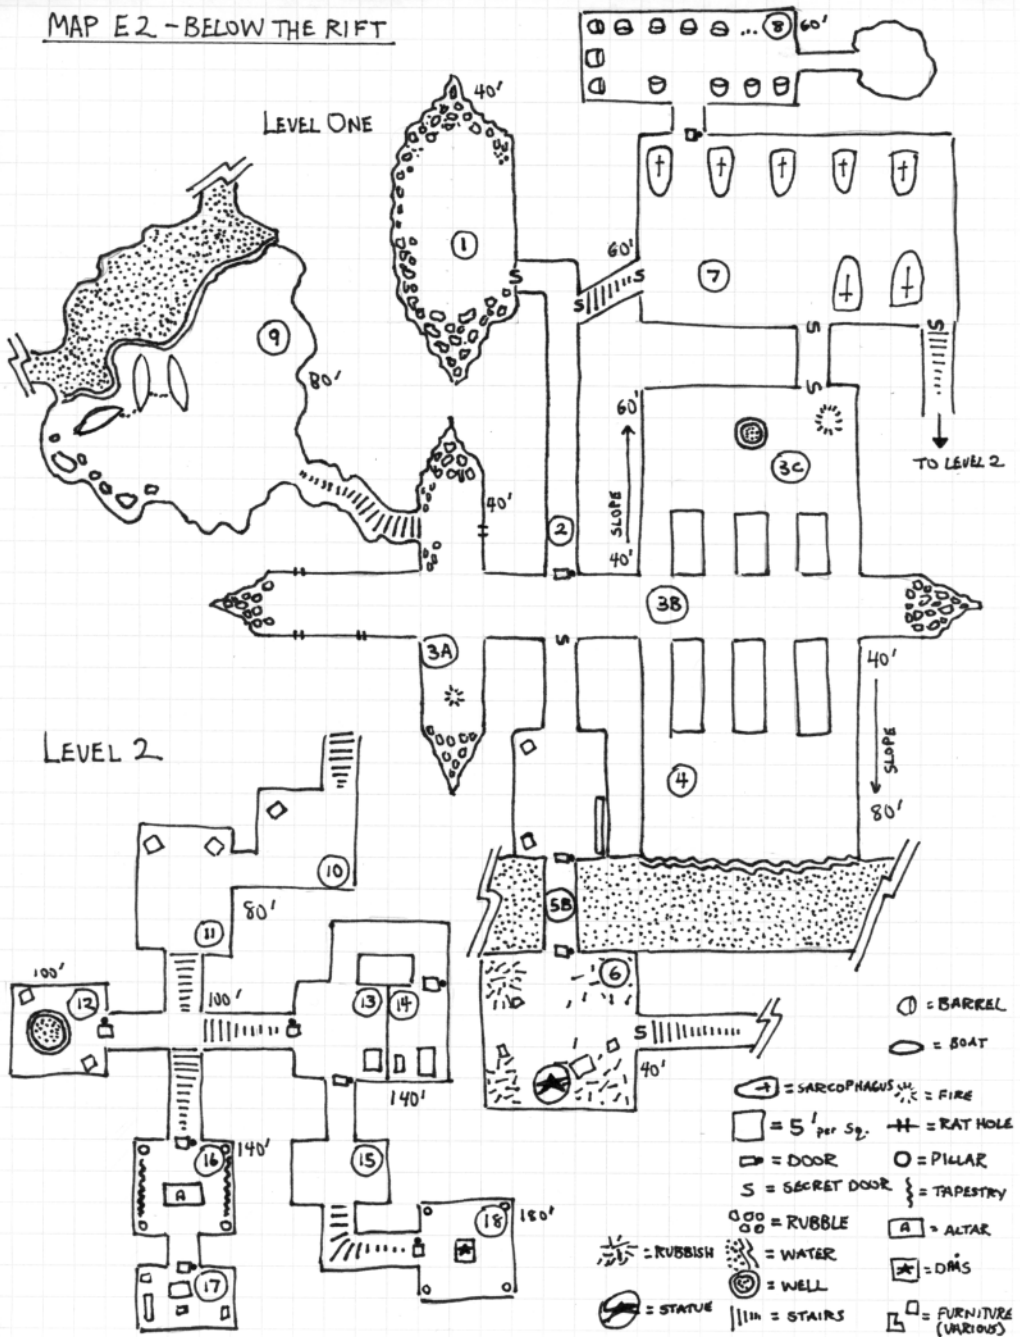 MAP E2 - BELOW THE RIFT
LEVEL ONE
40'
1
8
60'
60'
7
9
80'
TO LEVEL 2
60'
SLOPE
40'
3C
40'
2
3B
3A
40'
SLOPE
80'
4
5B
6
40'
LEVEL 2
10
11
80'
100'
12
100'
13
14
140'
15
16
140'
A
17
18
180'
= BARREL
= BOAT
= SARCOPHAGUS
= FIRE
= 5' per Sq.
= RAT HOLE
= DOOR
= PILLAR
S = SECRET DOOR
= TAPESTRY
= RUBBLE
A = ALTAR
= RUBBISH
= WATER
= DAIS
= WELL
= STATUE
= STAIRS
= FURNITURE
(VARIOUS)
S
S
S
S
S
S
S
S